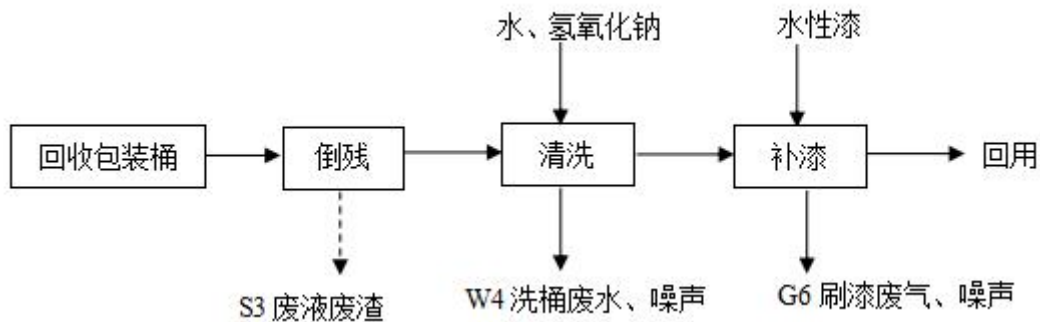 水、氢氧化钠
水性漆
回收包装桶
倒残
清洗
补漆
回用
S3 废液废渣
W4 洗桶废水、噪声
G6 刷漆废气、噪声